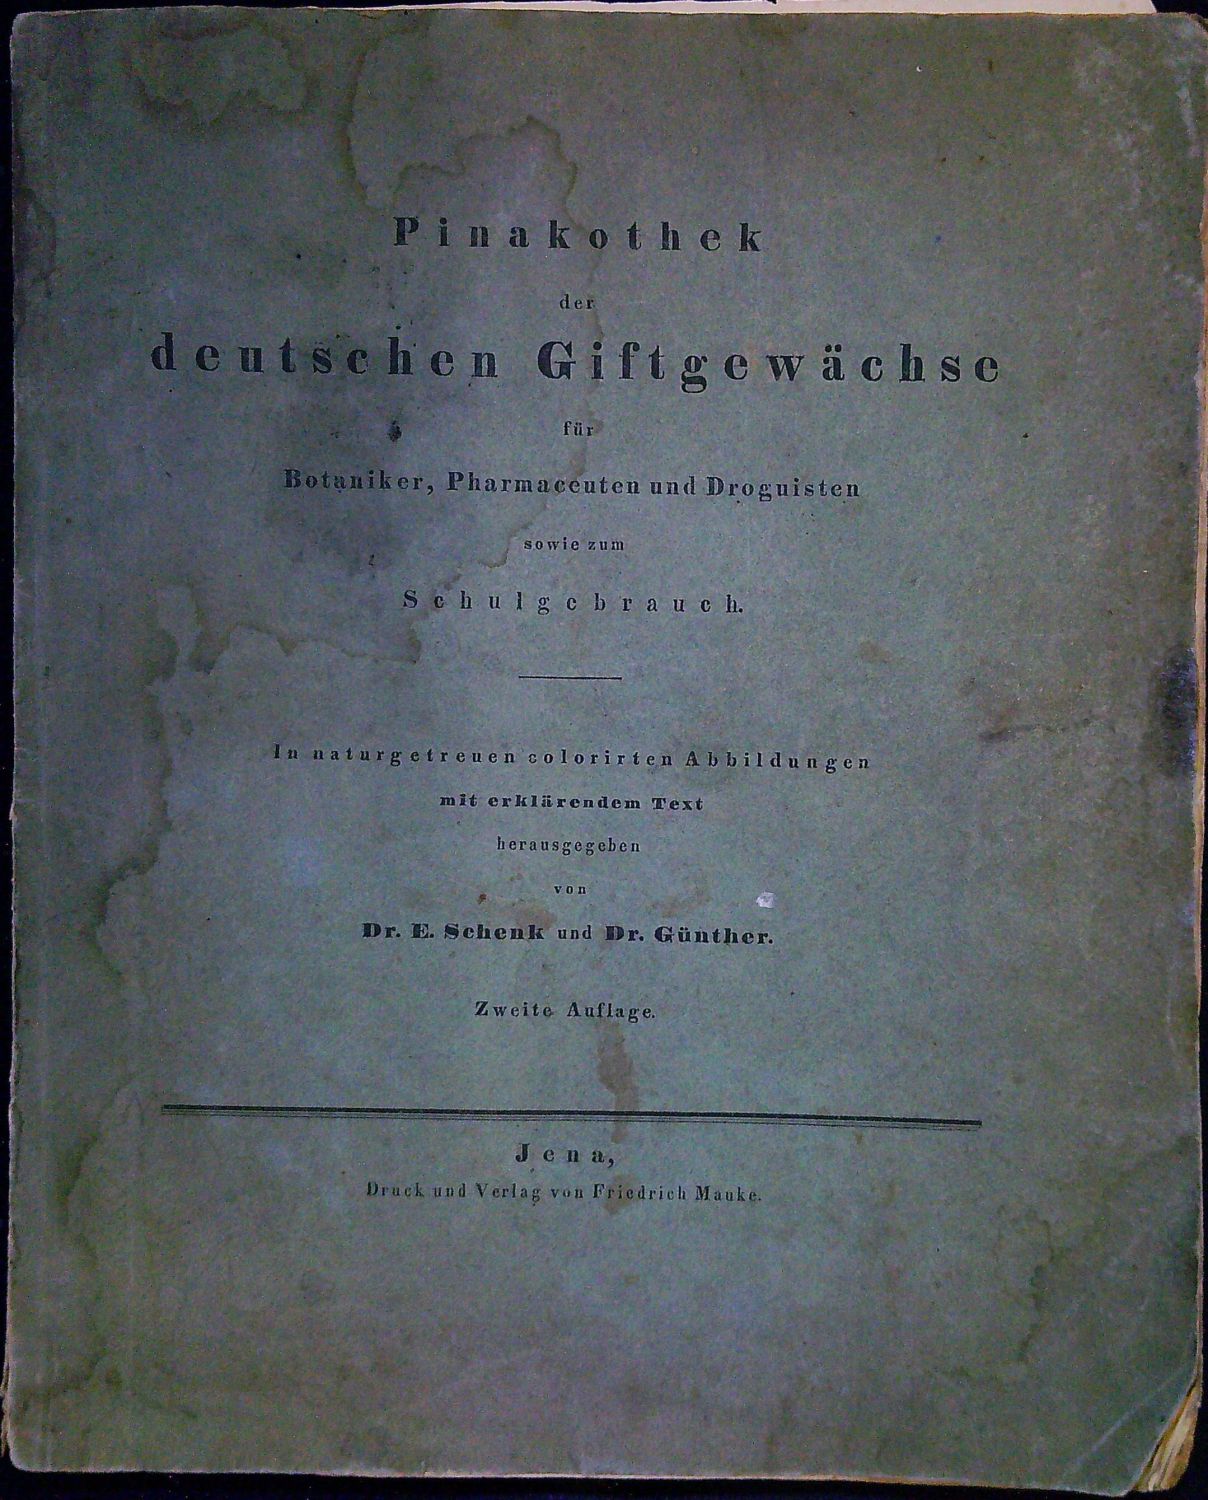 Pinakothek
der
deutschen Giftgewächse
für
Botaniker, Pharmaceuten und Droguisten
sowie zum
Schulgebrauch.
In naturgetreuen colorirten Abbildungen
mit erklärendem Text
herausgegeben
von
Dr. E. Schenk und Dr. Günther.
Zweite Auflage.
Jena,
Druck und Verlag von Friedrich Mauke.